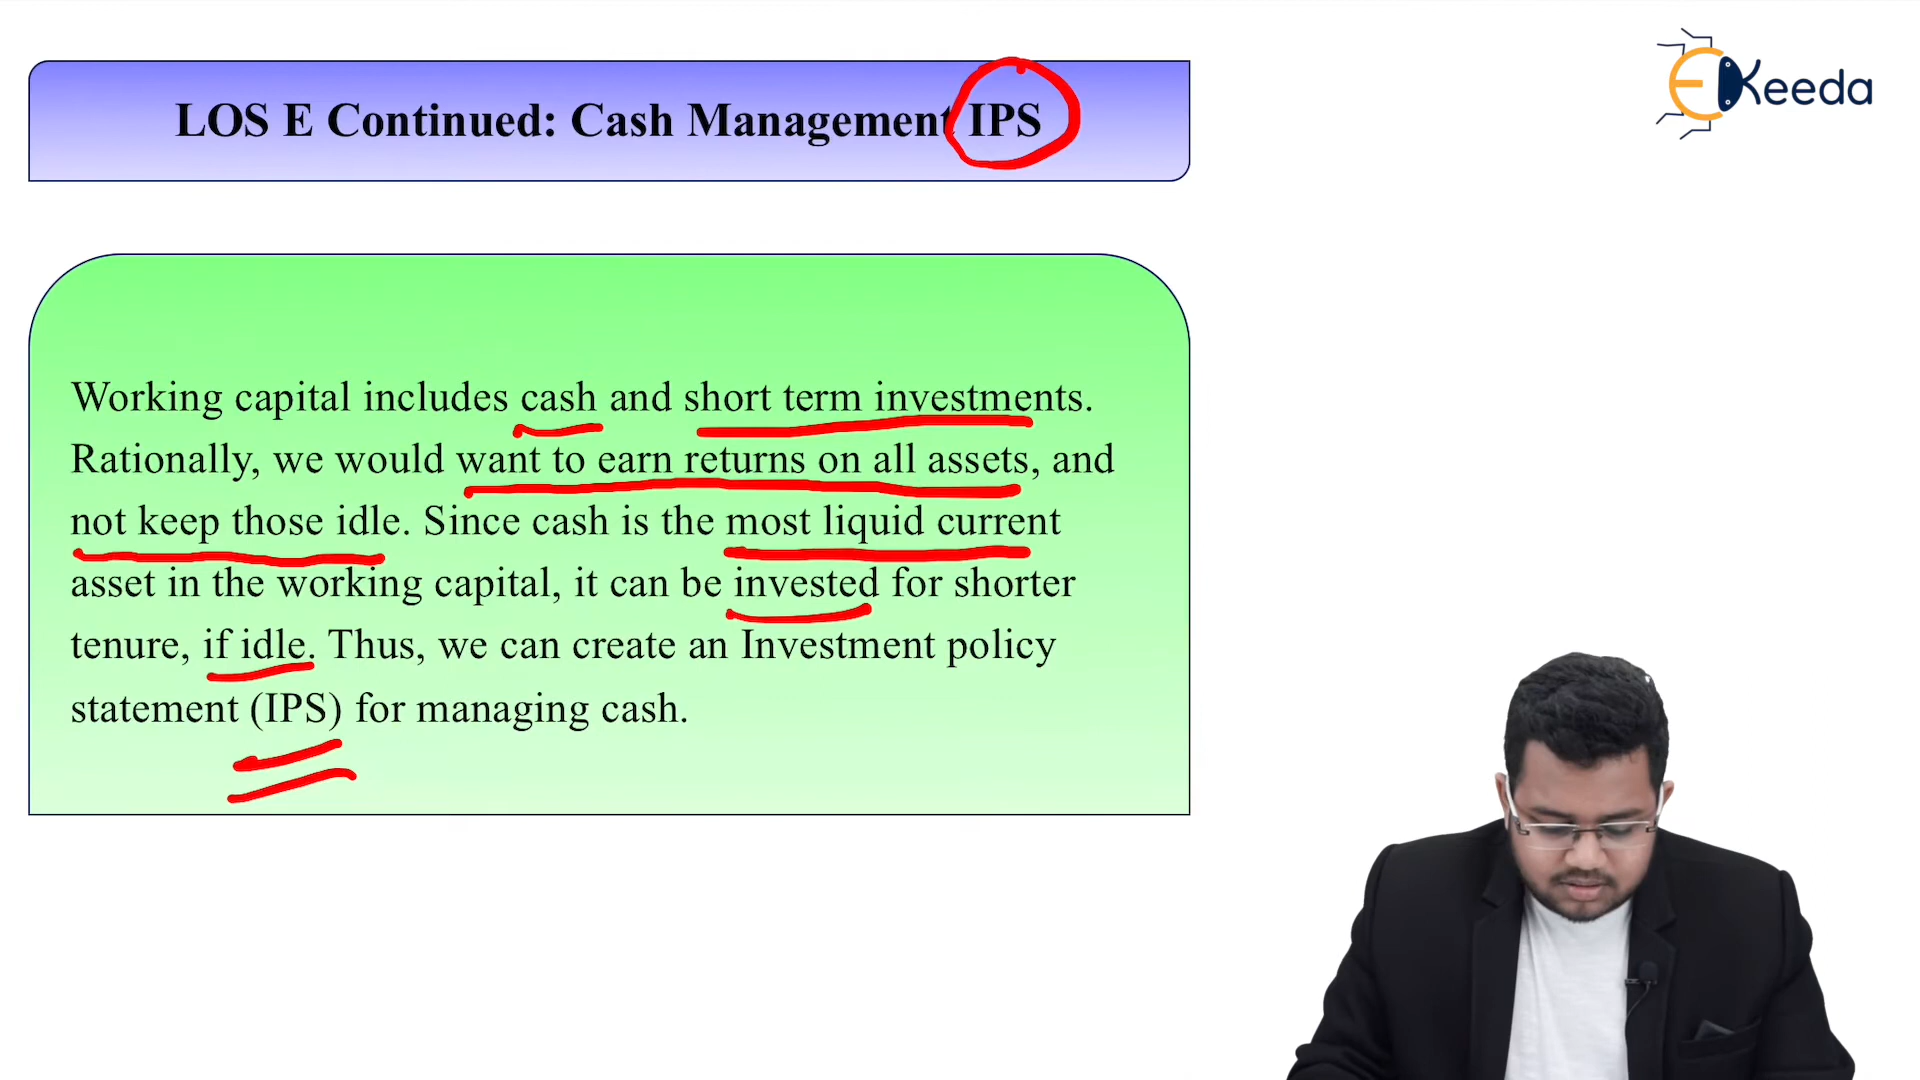 LOS E Continued: Cash Management IPS
EKeeda
Working capital includes cash and short term investments.
Rationally, we would want to earn returns on all assets, and
not keep those idle. Since cash is the most liquid current
asset in the working capital, it can be invested for shorter
tenure, if idle. Thus, we can create an Investment policy
statement (IPS) for managing cash.